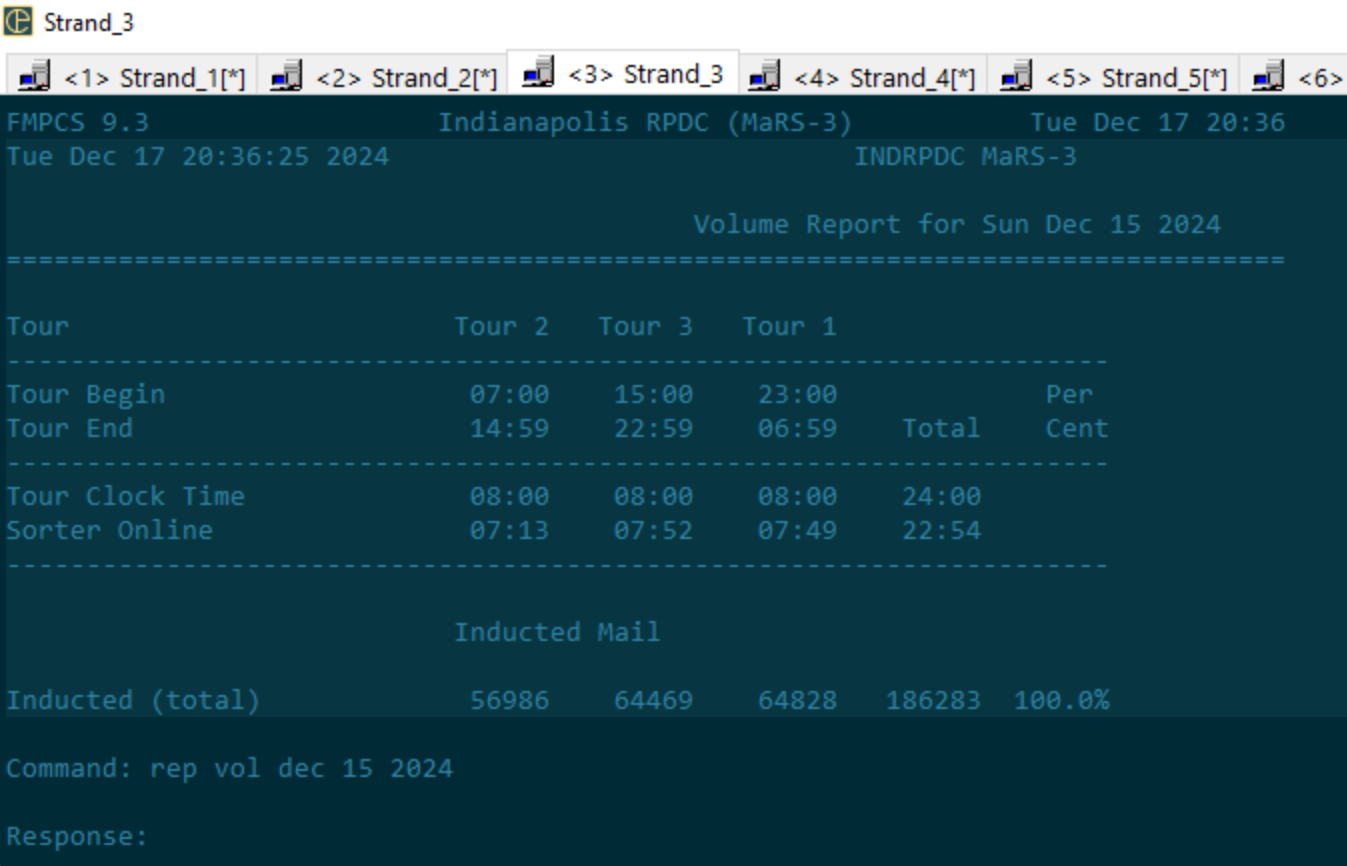 Strand_3
<1> Strand_1[*] <2> Strand_2[*] <3> Strand_3 <4> Strand_4[*] <5> Strand_5[*] <6>
FMPCS 9.3 Indianapolis RPDC (MaRS-3) Tue Dec 17 20:36
Tue Dec 17 20:36:25 2024 INDRPDC MaRS-3
Volume Report for Sun Dec 15 2024
================================================================================
Tour Tour 2 Tour 3 Tour 1
---------------------------------------------------------------------
Tour Begin 07:00 15:00 23:00 Per
Tour End 14:59 22:59 06:59 Total Cent
---------------------------------------------------------------------
Tour Clock Time 08:00 08:00 08:00 24:00
Sorter Online 07:13 07:52 07:49 22:54
---------------------------------------------------------------------
Inducted Mail
Inducted (total) 56986 64469 64828 186283 100.0%
Command: rep vol dec 15 2024
Response: